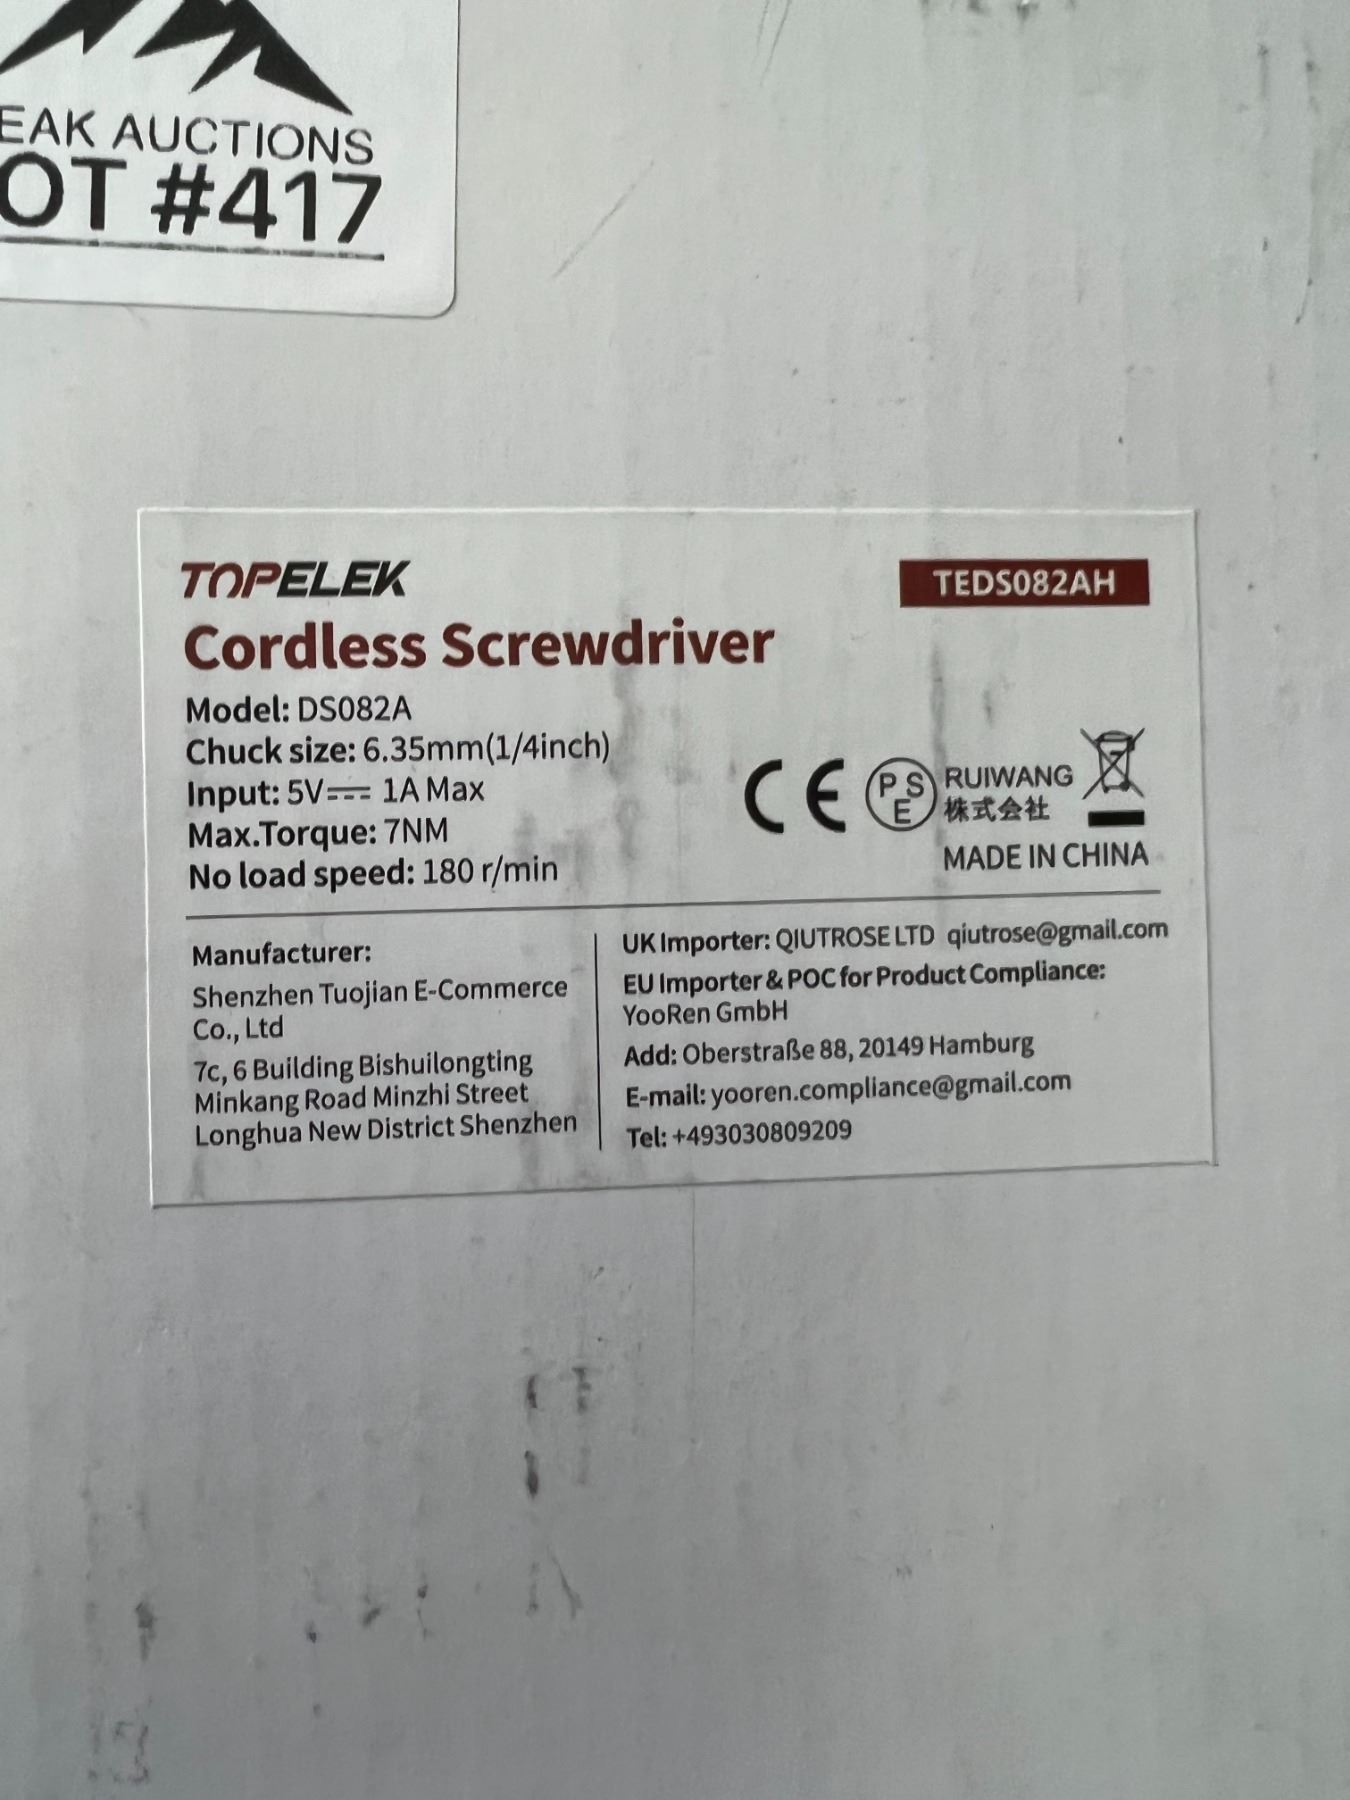 EAK AUCTIONS
OT #417
TOPELEK
TEDS082AH
Cordless Screwdriver
Model: DS082A
Chuck size: 6.35mm(1/4inch)
Input: 5V⎓ 1A Max
Max.Torque: 7NM
No load speed: 180 r/min
CE
PSE
RUIWANG
株式会社
MADE IN CHINA
Manufacturer:
Shenzhen Tuojian E-Commerce
Co., Ltd
7c, 6 Building Bishuilongting
Minkang Road Minzhi Street
Longhua New District Shenzhen
UK Importer: QIUTROSE LTD qiutrose@gmail.com
EU Importer & POC for Product Compliance:
YooRen GmbH
Add: Oberstraße 88, 20149 Hamburg
E-mail: yooren.compliance@gmail.com
Tel: +493030809209